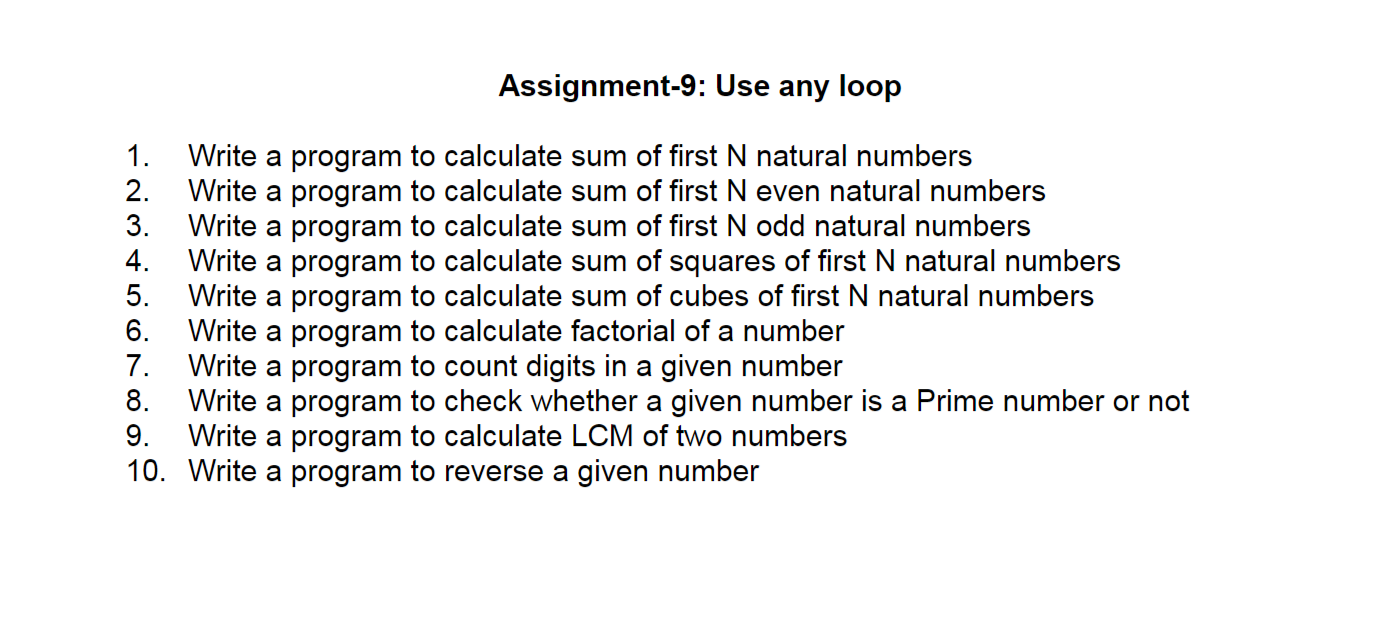 Assignment-9: Use any loop
1. Write a program to calculate sum of first N natural numbers
2. Write a program to calculate sum of first N even natural numbers
3. Write a program to calculate sum of first N odd natural numbers
4. Write a program to calculate sum of squares of first N natural numbers
5. Write a program to calculate sum of cubes of first N natural numbers
6. Write a program to calculate factorial of a number
7. Write a program to count digits in a given number
8. Write a program to check whether a given number is a Prime number or not
9. Write a program to calculate LCM of two numbers
10. Write a program to reverse a given number